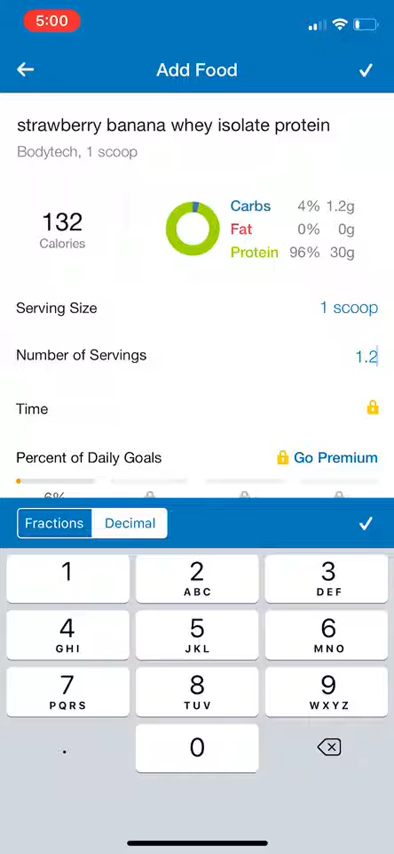 5:00
Add Food
strawberry banana whey isolate protein
Bodytech, 1 scoop
132
Calories
Carbs 4% 1.2g
Fat 0% 0g
Protein 96% 30g
Serving Size 1 scoop
Number of Servings 1.2
Time
Percent of Daily Goals Go Premium
6%
Fractions Decimal
1 2 3
ABC DEF
4 5 6
GHI JKL MNO
7 8 9
PQRS TUV WXYZ
. 0